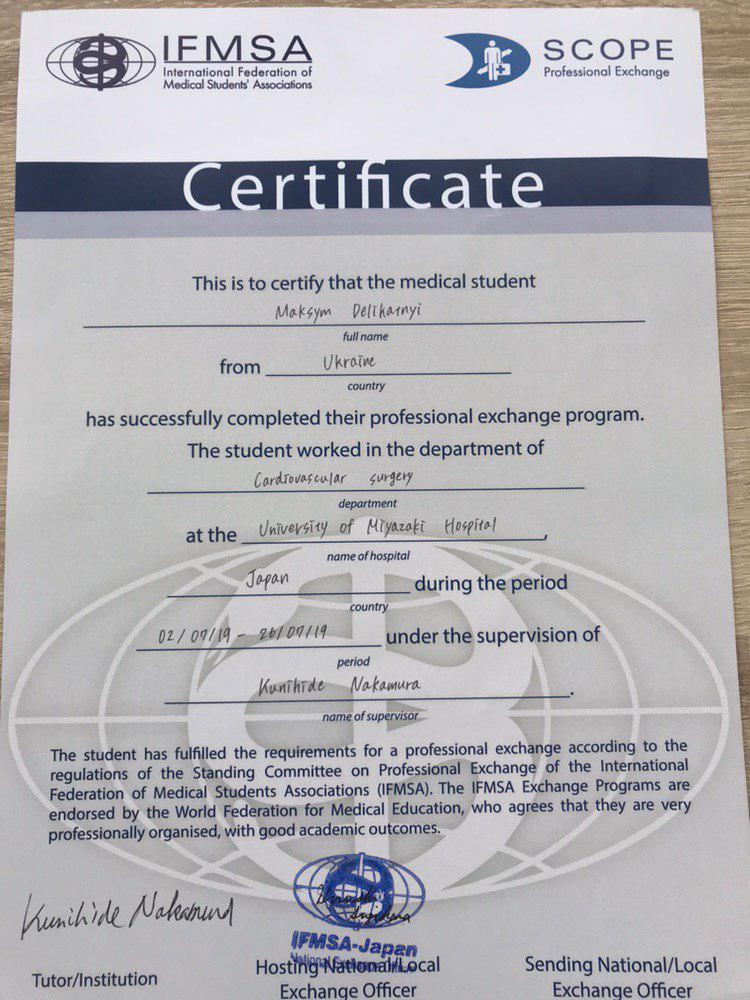 IFMSA
International Federation of
Medical Students' Associations
SCOPE
Professional Exchange
Certificate
This is to certify that the medical student
Maksym Delikatnyi
full name
from Ukraine
country
has successfully completed their professional exchange program.
The student worked in the department of
Cardiovascular surgery
department
at the University of Miyazaki Hospital,
name of hospital
Japan during the period
country
02/07/19 - 26/07/19 under the supervision of
period
Kunihide Nakamura.
name of supervisor
The student has fulfilled the requirements for a professional exchange according to the
regulations of the Standing Committee on Professional Exchange of the International
Federation of Medical Students Associations (IFMSA). The IFMSA Exchange Programs are
endorsed by the World Federation for Medical Education, who agrees that they are very
professionally organised, with good academic outcomes.
Kunihide Nakamura
IFMSA-Japan
National
Tutor/Institution
Hosting National/Local
Exchange Officer
Sending National/Local
Exchange Officer